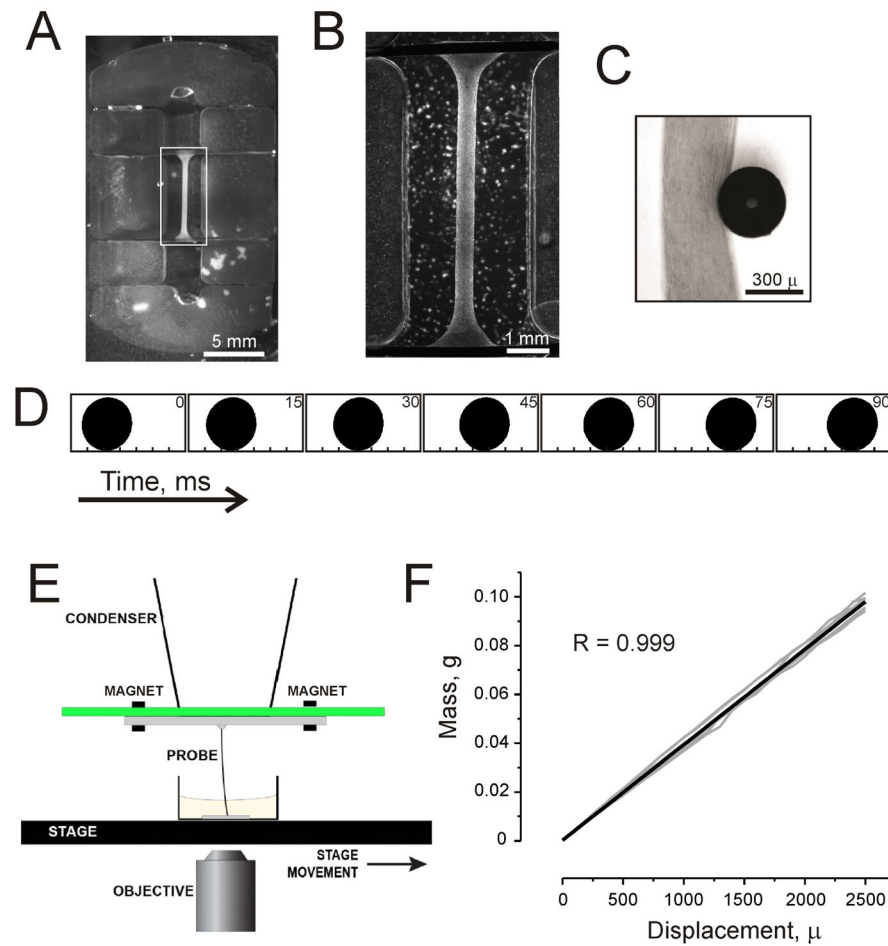 A
B
C
5 mm
1 mm
300 μ
D
0
15
30
45
60
75
90
Time, ms
E
CONDENSER
MAGNET
MAGNET
PROBE
STAGE
STAGE
MOVEMENT
OBJECTIVE
F
R = 0.999
Mass, g
0.10
0.08
0.06
0.04
0.02
0
0
500
1000
1500
2000
2500
Displacement, μ